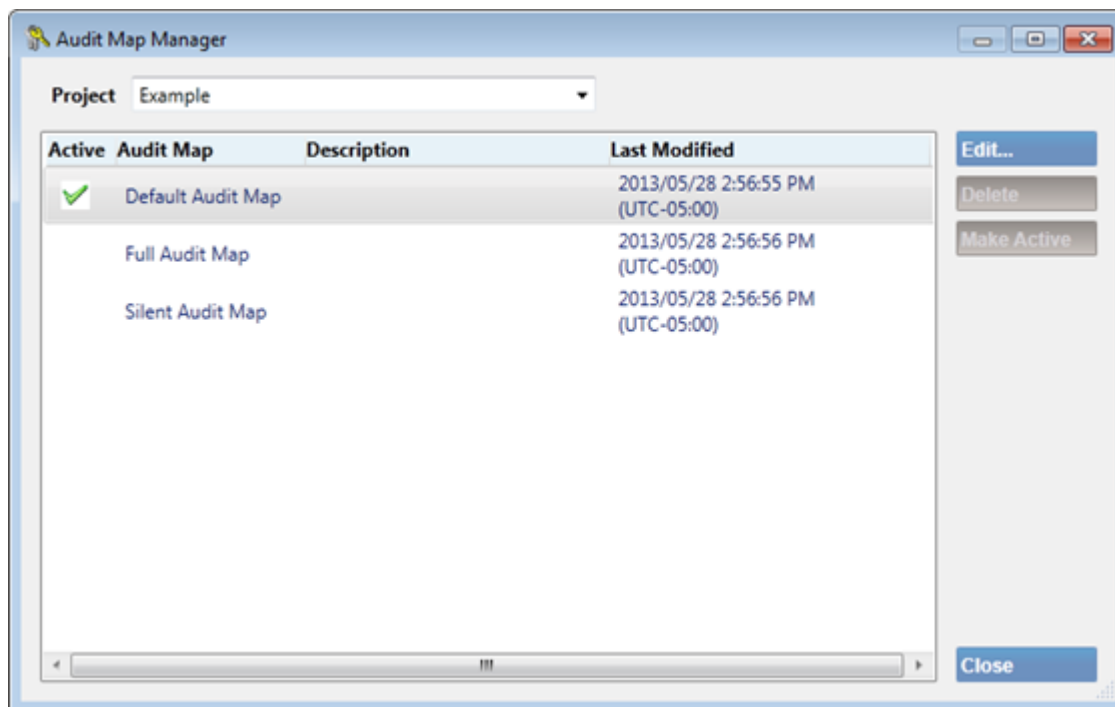 Audit Map Manager
Project Example
Active Audit Map Description Last Modified
Default Audit Map 2013/05/28 2:56:55 PM
(UTC-05:00)
Full Audit Map 2013/05/28 2:56:56 PM
(UTC-05:00)
Silent Audit Map 2013/05/28 2:56:56 PM
(UTC-05:00)
Edit...
Delete
Make Active
Close